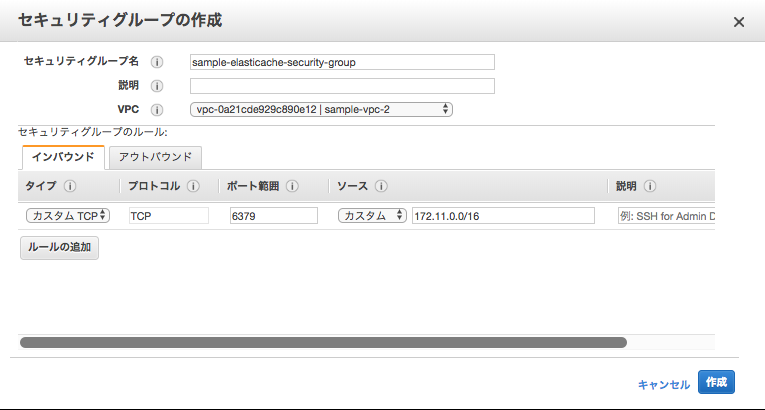 セキュリティグループの作成
セキュリティグループ名 sample-elasticache-security-group
説明
VPC vpc-0a21cde929c890e12 | sample-vpc-2
セキュリティグループのルール:
インバウンド アウトバウンド
タイプ プロトコル ポート範囲 ソース 説明
カスタム TCP TCP 6379 カスタム 172.11.0.0/16 例: SSH for Admin D
ルールの追加
キャンセル 作成